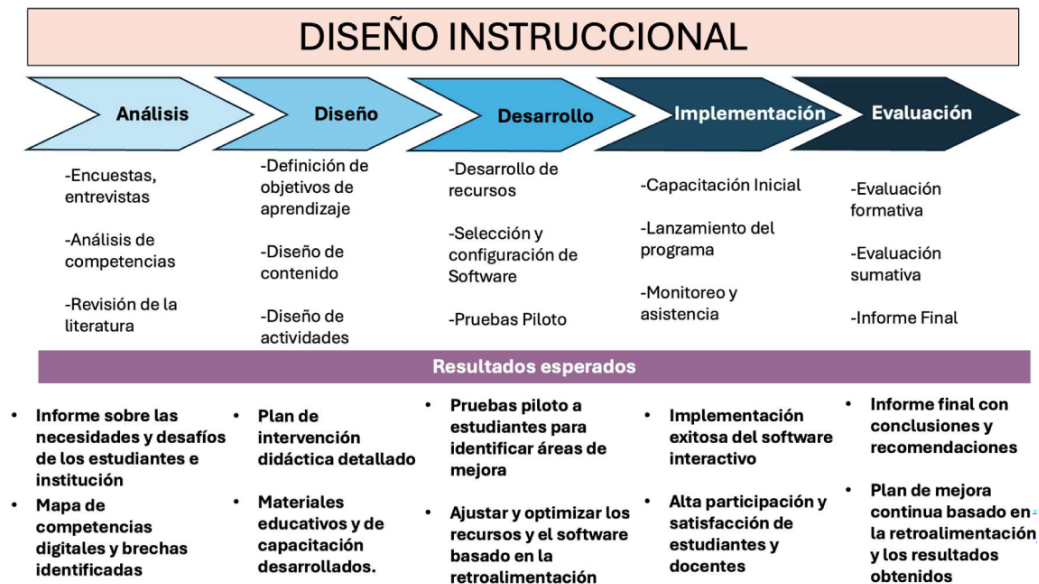 DISEÑO INSTRUCCIONAL
Análisis
Diseño
Desarrollo
Implementación
Evaluación
-Encuestas,
entrevistas
-Análisis de
competencias
-Revisión de la
literatura
-Definición de
objetivos de
aprendizaje
-Diseño de
contenido
-Diseño de
actividades
-Desarrollo de
recursos
-Selección y
configuración de
Software
-Pruebas Piloto
-Capacitación Inicial
-Lanzamiento del
programa
-Monitoreo y
asistencia
-Evaluación
formativa
-Evaluación
sumativa
-Informe Final
Resultados esperados
• Informe sobre las
necesidades y desafíos
de los estudiantes e
institución
• Mapa de
competencias
digitales y brechas
identificadas
• Plan de
intervención
didáctica detallado
• Materiales
educativos y de
capacitación
desarrollados.
• Pruebas piloto a
estudiantes para
identificar áreas de
mejora
• Ajustar y optimizar los
recursos y el software
basado en la
retroalimentación
• Implementación
exitosa del software
interactivo
• Alta participación y
satisfacción de
estudiantes y
docentes
• Informe final con
conclusiones y
recomendaciones
• Plan de mejora
continua basado en
la retroalimentación
y los resultados
obtenidos